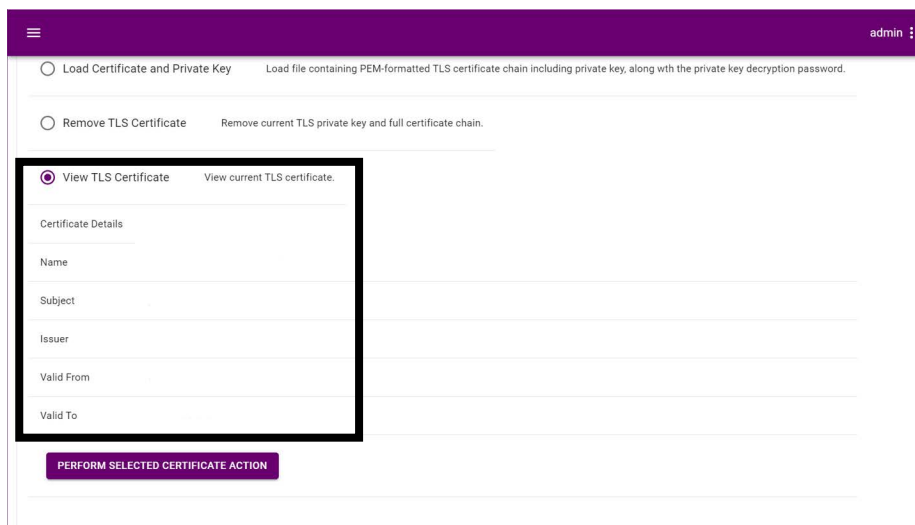 admin
Load Certificate and Private Key Load file containing PEM-formatted TLS certificate chain including private key, along wth the private key decryption password.
Remove TLS Certificate Remove current TLS private key and full certificate chain.
View TLS Certificate View current TLS certificate.
Certificate Details
Name
Subject
Issuer
Valid From
Valid To
PERFORM SELECTED CERTIFICATE ACTION